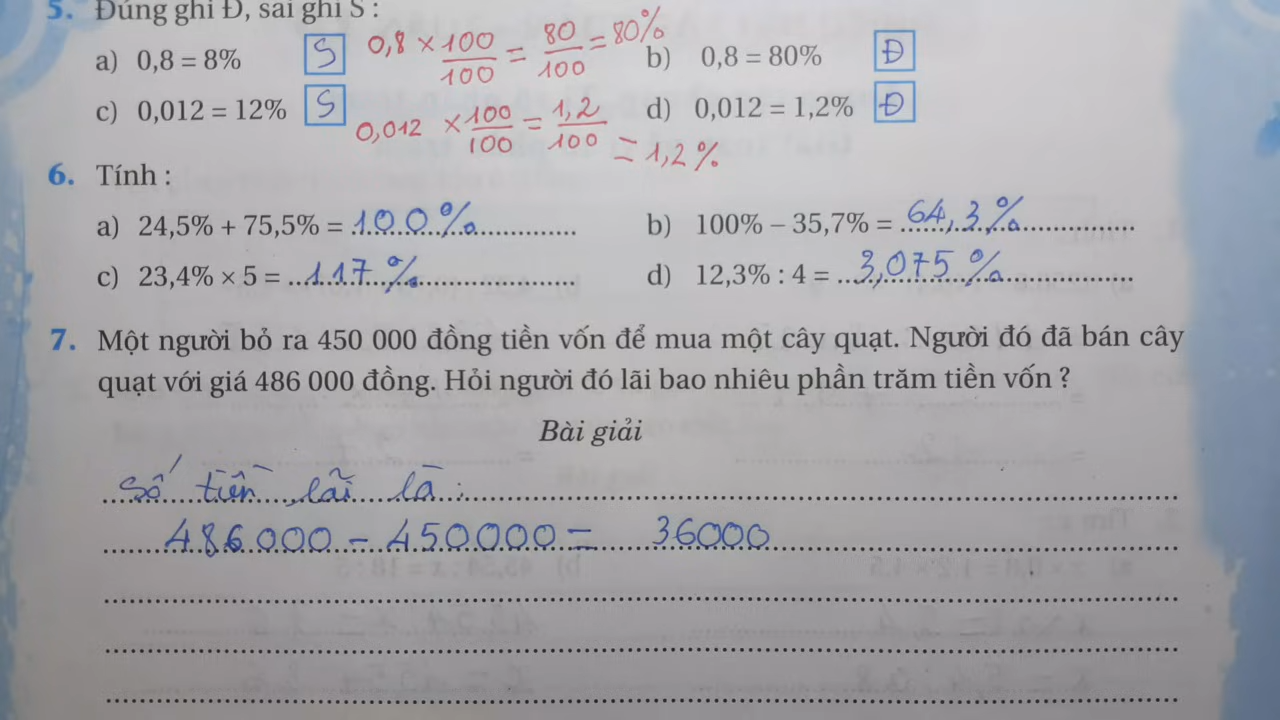 5. Đúng ghi Đ, sai ghi S :
a) 0,8 = 8% S 0,8 × 100/100 = 80/100 = 80% b) 0,8 = 80% Đ
c) 0,012 = 12% S 0,012 × 100/100 = 1,2/100 = 1,2% d) 0,012 = 1,2% Đ
6. Tính :
a) 24,5% + 75,5% = 100% b) 100% – 35,7% = 64,3%
c) 23,4% × 5 = 117% d) 12,3% : 4 = 3,075%
7. Một người bỏ ra 450 000 đồng tiền vốn để mua một cây quạt. Người đó đã bán cây
quạt với giá 486 000 đồng. Hỏi người đó lãi bao nhiêu phần trăm tiền vốn ?
Bài giải
Số tiền lãi là :
486000 – 450000 = 36000